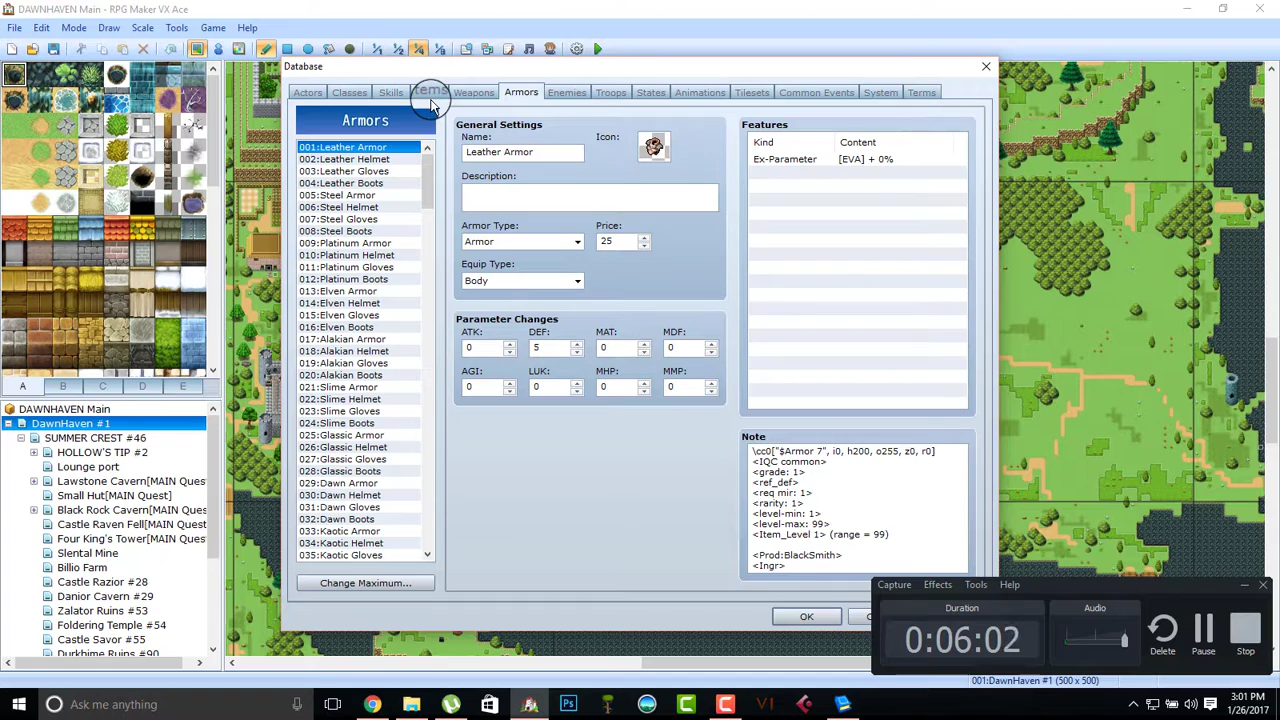 DAWNHAVEN Main - RPG Maker VX Ace
File Edit Mode Draw Scale Tools Game Help
Database
Actors Classes Skills Items Weapons Armors Enemies Troops States Animations Tilesets Common Events System Terms
Armors
001:Leather Armor
002:Leather Helmet
003:Leather Gloves
004:Leather Boots
005:Steel Armor
006:Steel Helmet
007:Steel Gloves
008:Steel Boots
009:Platinum Armor
010:Platinum Helmet
011:Platinum Gloves
012:Platinum Boots
013:Elven Armor
014:Elven Helmet
015:Elven Gloves
016:Elven Boots
017:Alakian Armor
018:Alakian Helmet
019:Alakian Gloves
020:Alakian Boots
021:Slime Armor
022:Slime Helmet
023:Slime Gloves
024:Slime Boots
025:Glassic Armor
026:Glassic Helmet
027:Glassic Gloves
028:Glassic Boots
029:Dawn Armor
030:Dawn Helmet
031:Dawn Gloves
032:Dawn Boots
033:Kaotic Armor
034:Kaotic Helmet
035:Kaotic Gloves
Change Maximum...
General Settings
Name: Icon:
Leather Armor
Description:
Armor Type: Price:
Armor 25
Equip Type:
Body
Parameter Changes
ATK: DEF: MAT: MDF:
0 5 0 0
AGI: LUK: MHP: MMP:
0 0 0 0
Features
Kind Content
Ex-Parameter [EVA] + 0%
Note
\cc0["$Armor 7", i0, h200, o255, z0, r0]
<IQC common>
<grade: 1>
<ref_def>
<req mir: 1>
<rarity: 1>
<level-min: 1>
<level-max: 99>
<Item_Level 1> (range = 99)
<Prod:BlackSmith>
<Ingr>
OK
A B C D E
DAWNHAVEN Main
DawnHaven #1
SUMMER CREST #46
HOLLOW'S TIP #2
Lounge port
Lawstone Cavern[MAIN Quest
Small Hut[MAIN Quest]
Black Rock Cavern[MAIN Ques
Castle Raven Fell[MAIN Quest
Four King's Tower[MAIN Quest
Slental Mine
Billio Farm
Castle Razior #28
Danior Cavern #29
Zalator Ruins #53
Foldering Temple #54
Castle Savor #55
Durkhime Ruins #90
Capture Effects Tools Help
Duration Audio
0:06:02
Delete Pause Stop
001:DawnHaven #1 (500 x 500)
Ask me anything
3:01 PM
1/26/2017